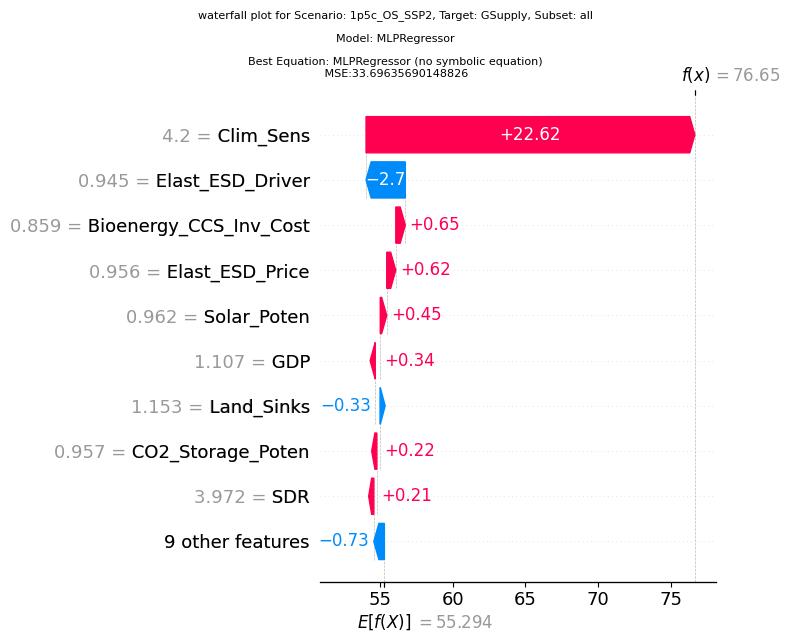 waterfall plot for Scenario: 1p5c_OS_SSP2, Target: GSupply, Subset: all
Model: MLPRegressor
Best Equation: MLPRegressor (no symbolic equation)
MSE:33.69635690148826
f(x) = 76.65
4.2 = Clim_Sens +22.62
0.945 = Elast_ESD_Driver −2.7
0.859 = Bioenergy_CCS_Inv_Cost +0.65
0.956 = Elast_ESD_Price +0.62
0.962 = Solar_Poten +0.45
1.107 = GDP +0.34
1.153 = Land_Sinks −0.33
0.957 = CO2_Storage_Poten +0.22
3.972 = SDR +0.21
9 other features −0.73
55 60 65 70 75
E[f(X)] = 55.294